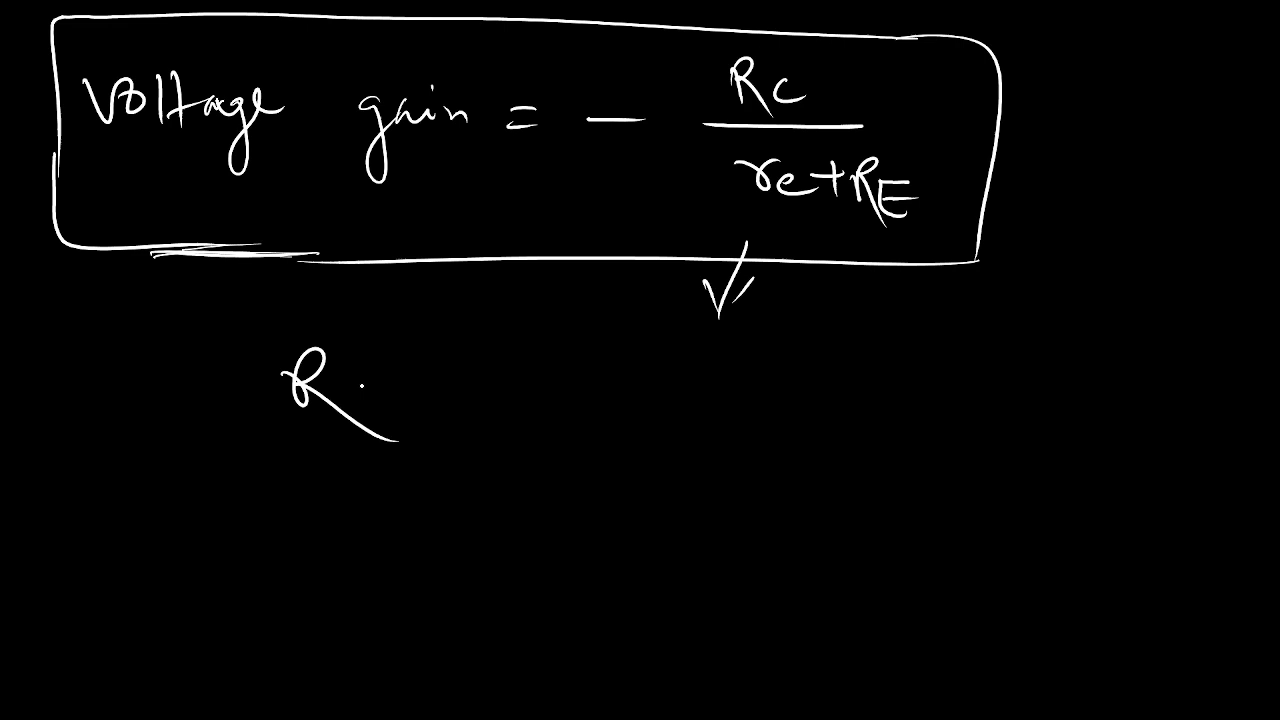 Voltage gain = - Rc / re+RE
R